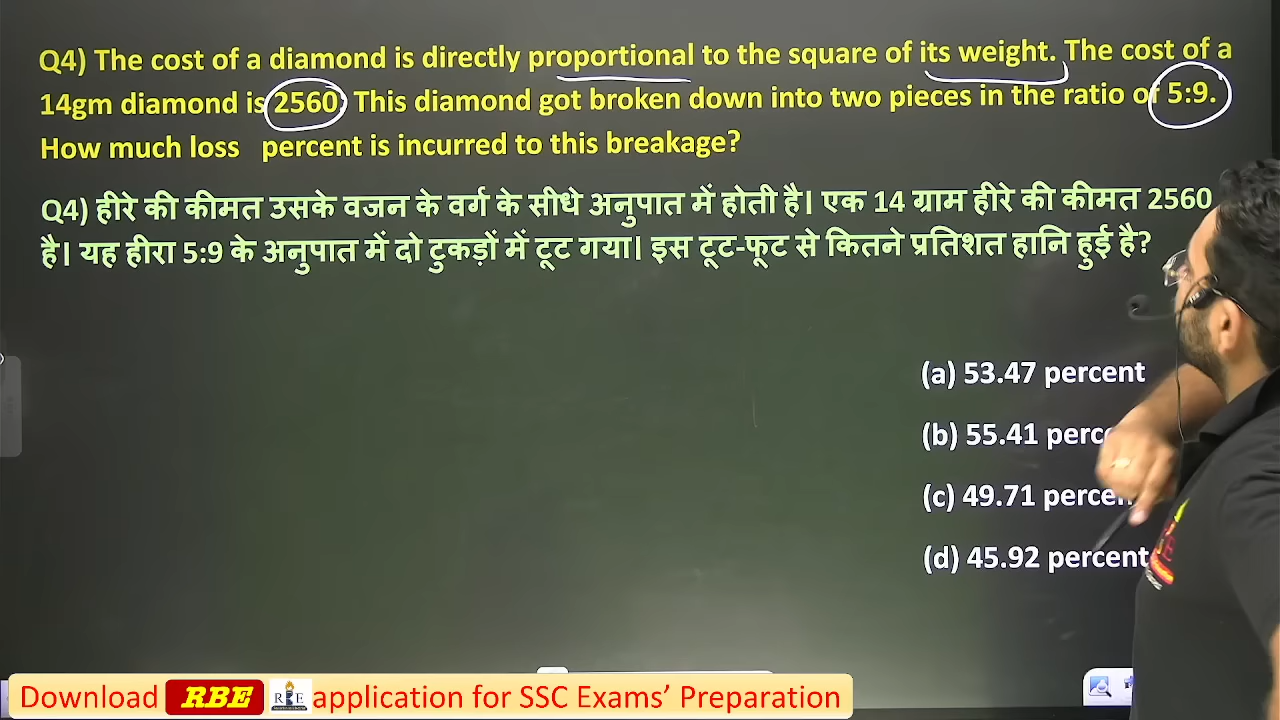 Q4) The cost of a diamond is directly proportional to the square of its weight. The cost of a
14gm diamond is 2560. This diamond got broken down into two pieces in the ratio of 5:9.
How much loss percent is incurred to this breakage?
Q4) हीरे की कीमत उसके वजन के वर्ग के सीधे अनुपात में होती है। एक 14 ग्राम हीरे की कीमत 2560
है। यह हीरा 5:9 के अनुपात में दो टुकड़ों में टूट गया। इस टूट-फूट से कितने प्रतिशत हानि हुई है?
(a) 53.47 percent
(b) 55.41 perc
(c) 49.71 percen
(d) 45.92 percent
Download RBE RBE application for SSC Exams’ Preparation